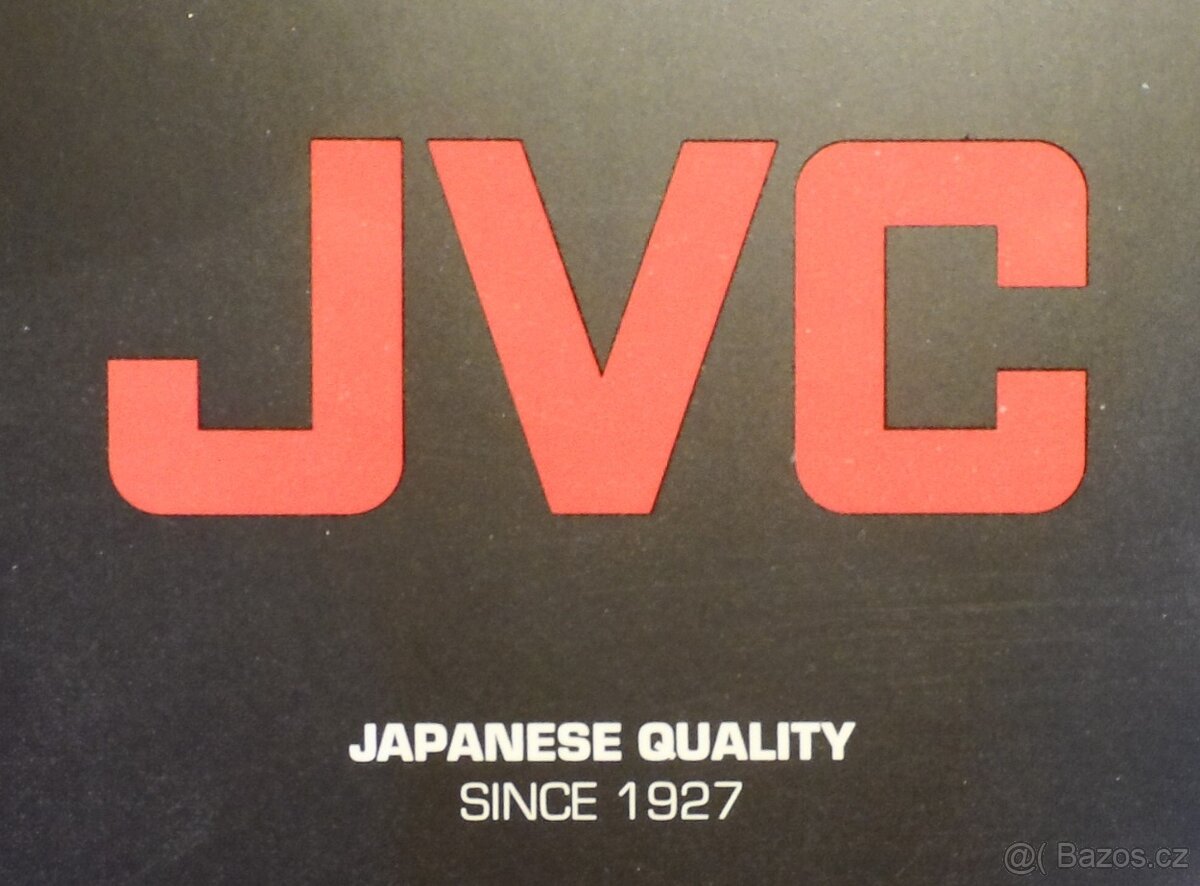 JVC
JAPANESE QUALITY
SINCE 1927
@( Bazos.cz